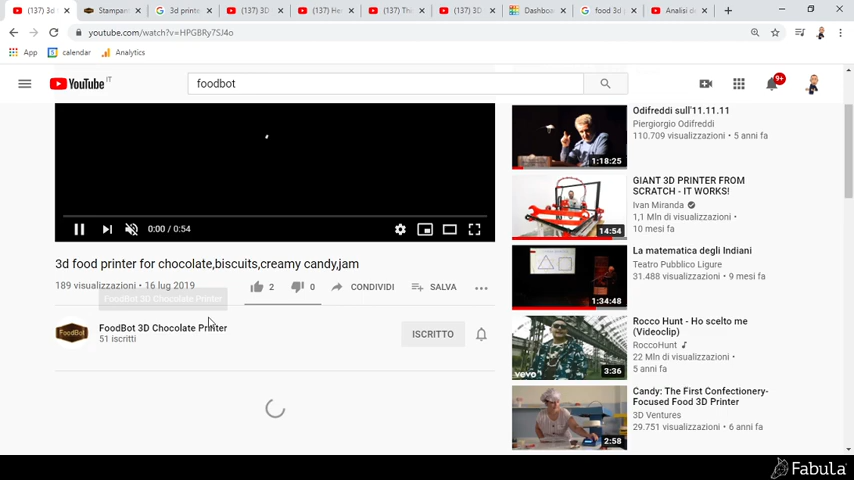 (137) 3d f
Stampan
3d printe
(137) 3D
(137) He
(137) Tho
(137) 3D
Dashboa
food 3d
Analisi d
youtube.com/watch?v=HPGBRy7SJ4o
App
calendar
Analytics
YouTube IT
foodbot
9+
0:00 / 0:54
3d food printer for chocolate,biscuits,creamy candy,jam
189 visualizzazioni • 16 lug 2019
2
0
CONDIVIDI
SALVA
FoodBot 3D Chocolate Printer
FoodBot
FoodBot 3D Chocolate Printer
51 iscritti
ISCRITTO
Odifreddi sull'11.11.11
Piergiorgio Odifreddi
110.709 visualizzazioni • 5 anni fa
1:18:25
GIANT 3D PRINTER FROM
SCRATCH - IT WORKS!
Ivan Miranda
1,1 Mln di visualizzazioni •
10 mesi fa
14:54
La matematica degli Indiani
Teatro Pubblico Ligure
31.488 visualizzazioni • 9 mesi fa
1:34:48
Rocco Hunt - Ho scelto me
(Videoclip)
RoccoHunt
22 Mln di visualizzazioni •
5 anni fa
vevo
3:36
Candy: The First Confectionery-
Focused Food 3D Printer
3D Ventures
29.751 visualizzazioni • 6 anni fa
2:58
Fabula